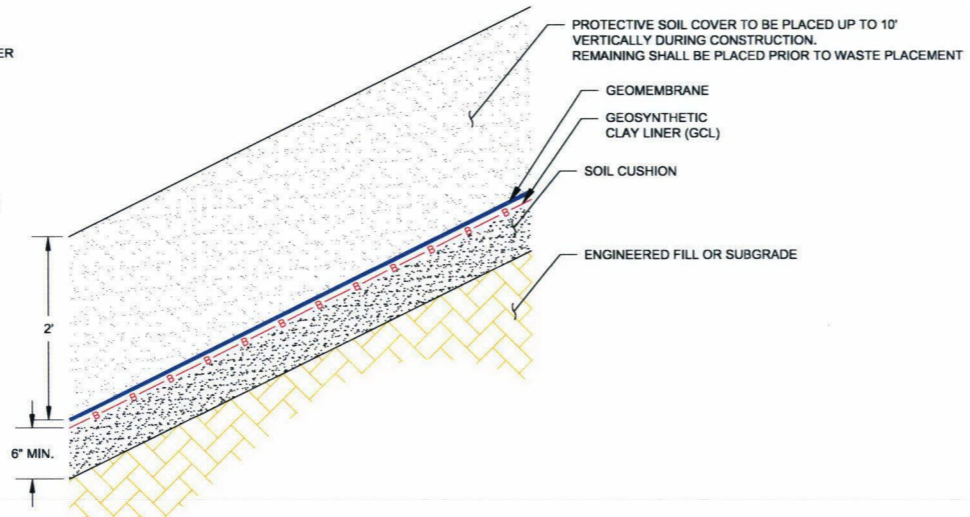 ER
PROTECTIVE SOIL COVER TO BE PLACED UP TO 10'
VERTICALLY DURING CONSTRUCTION.
REMAINING SHALL BE PLACED PRIOR TO WASTE PLACEMENT
GEOMEMBRANE
GEOSYNTHETIC
CLAY LINER (GCL)
SOIL CUSHION
ENGINEERED FILL OR SUBGRADE
2'
6" MIN.
B B B B B B B B B B B B